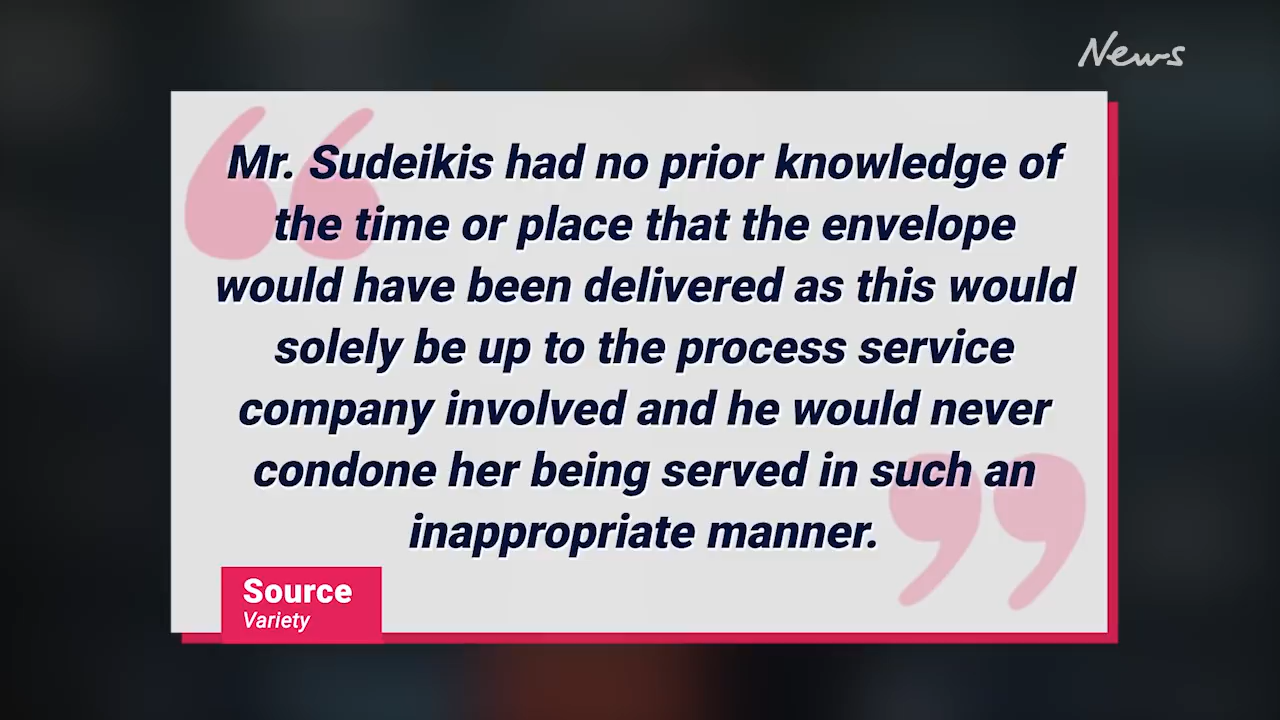 News
Mr. Sudeikis had no prior knowledge of
the time or place that the envelope
would have been delivered as this would
solely be up to the process service
company involved and he would never
condone her being served in such an
inappropriate manner.
Source
Variety